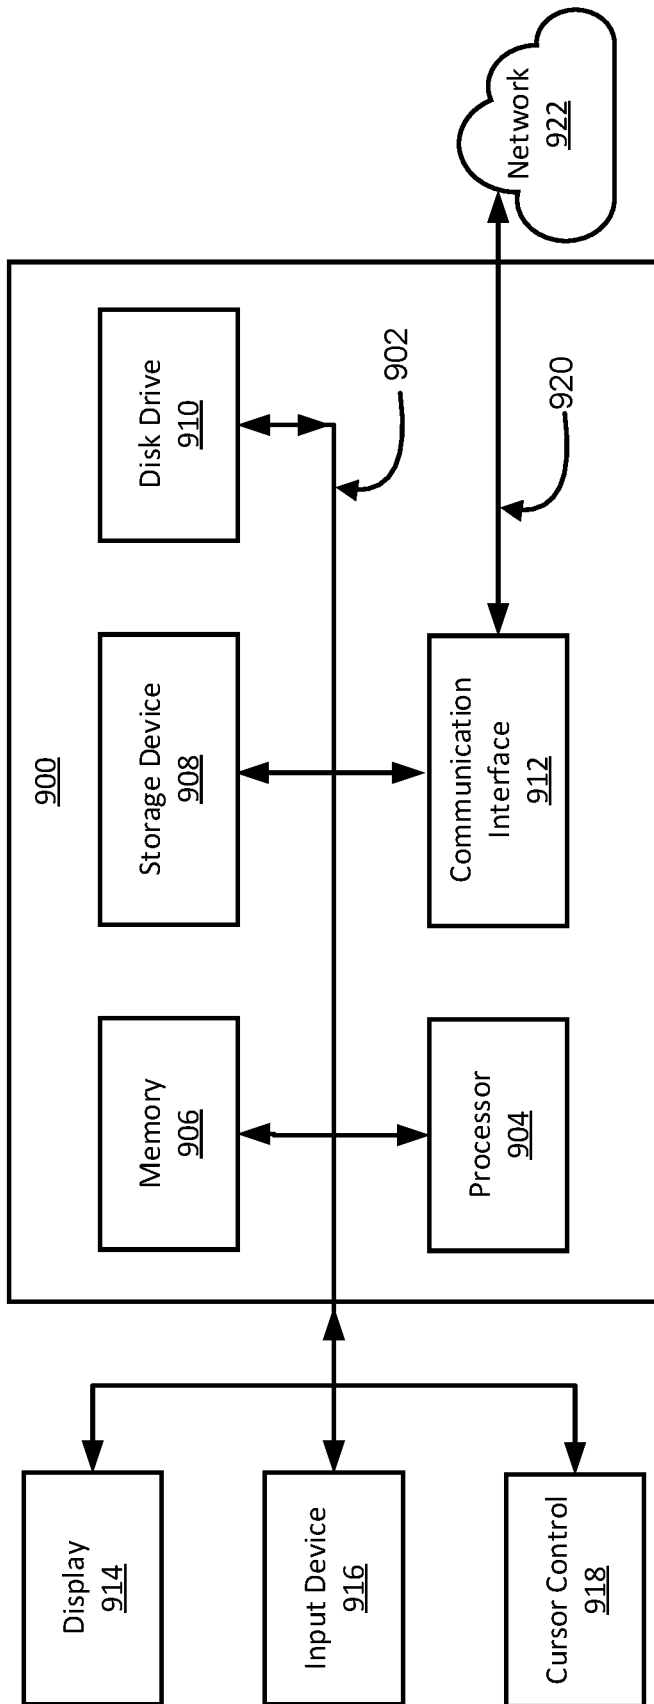 Display
914
Input Device
916
Cursor Control
918
900
Memory
906
Storage Device
908
Disk Drive
910
902
Processor
904
Communication
Interface
912
920
Network
922